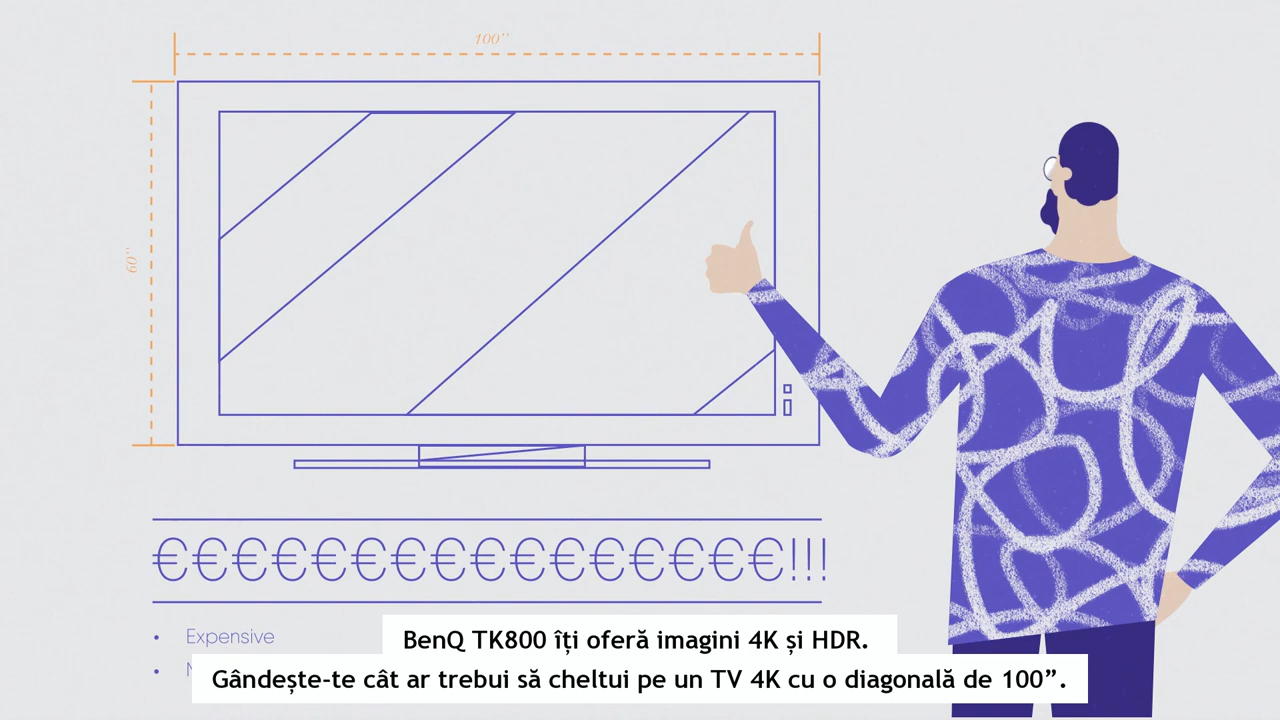 100’’
60’’
€€€€€€€€€€€€€€€€!!!
• Expensive
BenQ TK800 îți oferă imagini 4K și HDR.
Gândește-te cât ar trebui să cheltui pe un TV 4K cu o diagonală de 100”.